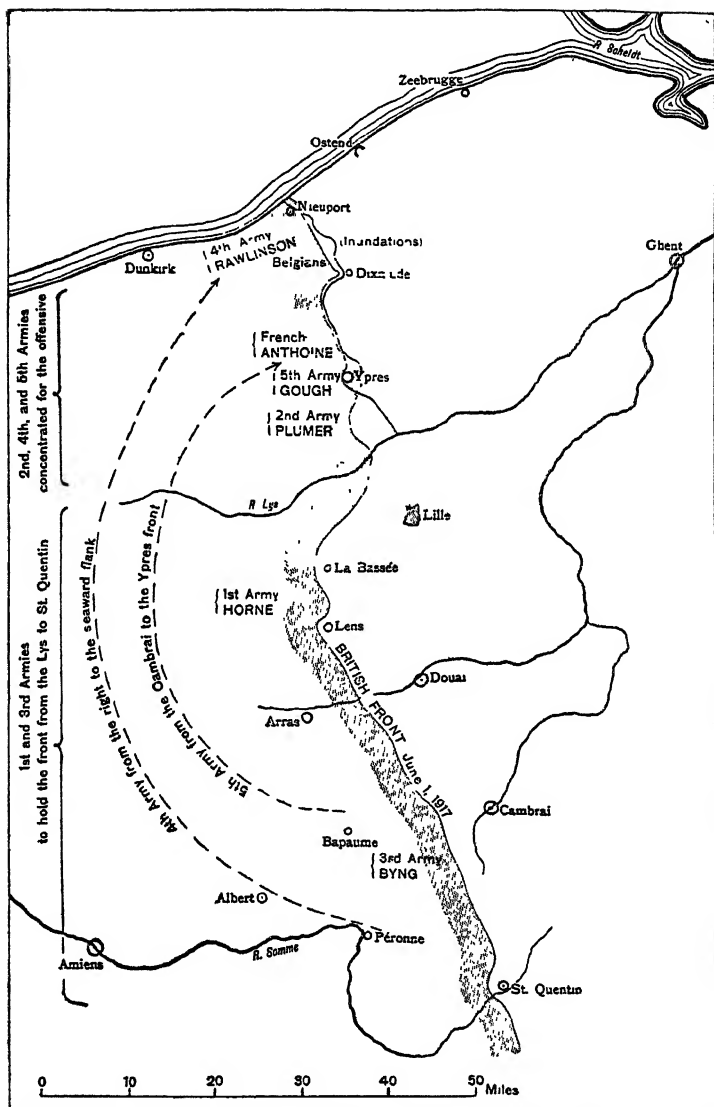 R Scheldt
Zeebrugge
Ostend
Nieuport
4th Army
RAWLINSON
(Inundations)
Belgians
Dunkirk
Ghent
French
ANTHOINE
5th Army
GOUGH
Ypres
2nd Army
PLUMER
2nd, 4th, and 5th Armies
concentrated for the offensive
R Lys
Lille
La Bassée
1st Army
HORNE
Lens
1st and 3rd Armies
to hold the front from the Lys to St Quentin
4th Army from the right to the seaward flank
5th Army from the Cambrai to the Ypres front
BRITISH FRONT June 1, 1917
Douai
Arras
Cambrai
Bapaume
3rd Army
BYNG
Albert
Péronne
Amiens
R. Somme
St. Quentin
0 10 20 30 40 50 Miles